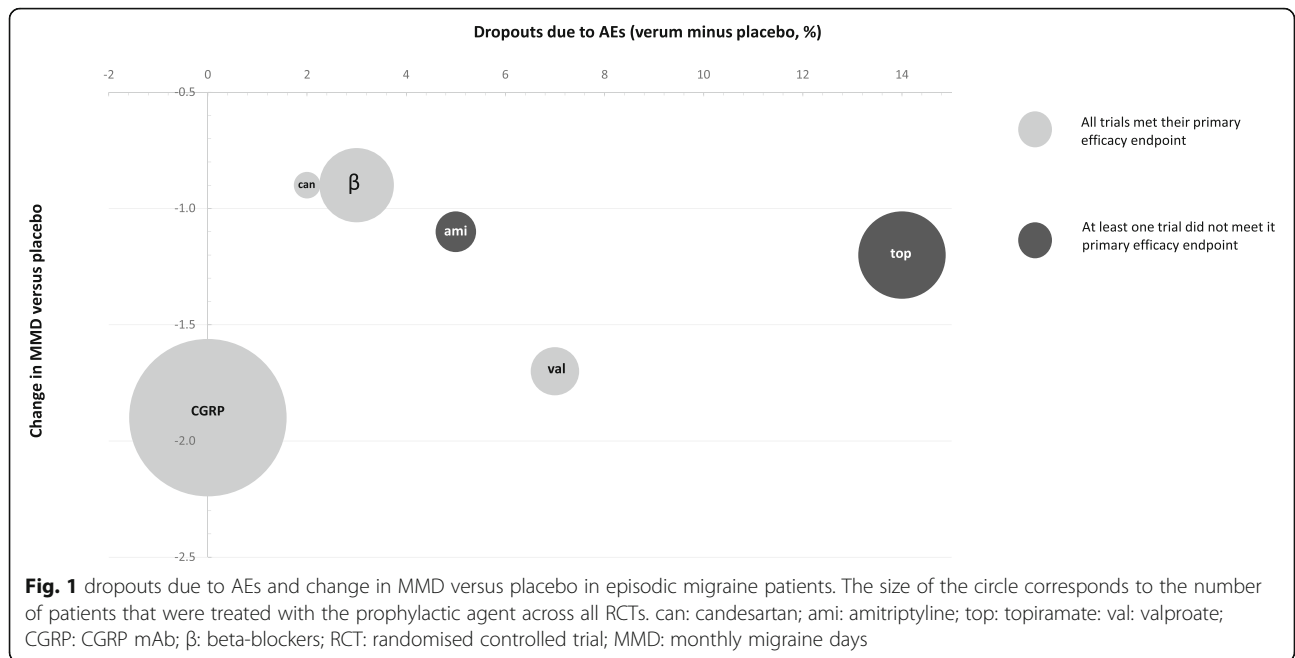 Dropouts due to AEs (verum minus placebo, %)
-2 0 2 4 6 8 10 12 14
-0.5
-1.0
-1.5
-2.0
-2.5
Change in MMD versus placebo
can
β
ami
top
val
CGRP
All trials met their primary
efficacy endpoint
At least one trial did not meet it
primary efficacy endpoint
Fig. 1 dropouts due to AEs and change in MMD versus placebo in episodic migraine patients. The size of the circle corresponds to the number
of patients that were treated with the prophylactic agent across all RCTs. can: candesartan; ami: amitriptyline; top: topiramate: val: valproate;
CGRP: CGRP mAb; β: beta-blockers; RCT: randomised controlled trial; MMD: monthly migraine days